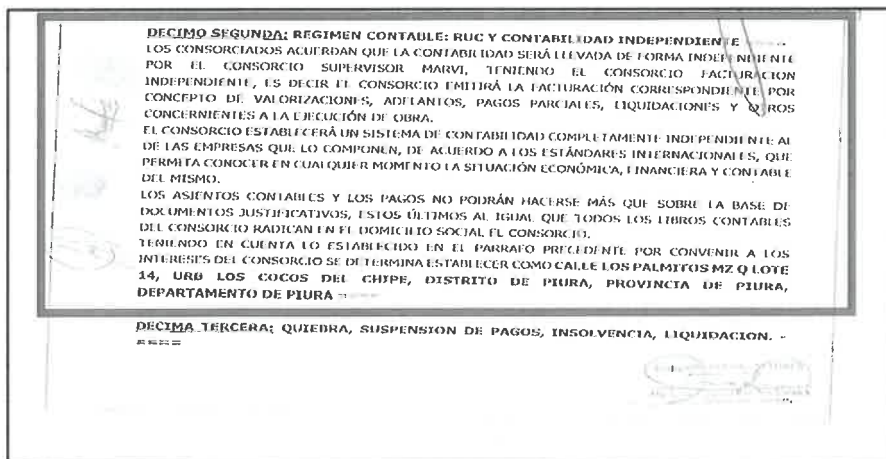 DECIMO SEGUNDA: REGIMEN CONTABLE: RUC Y CONTABILIDAD INDEPENDIENTE
LOS CONSORCIADOS ACUERDAN QUE LA CONTABILIDAD SERÁ LLEVADA DE FORMA INDEPENDIENTE
POR EL CONSORCIO SUPERVISOR MARVI, TENIENDO EL CONSORCIO FACTURACION
INDEPENDIENTE, ES DECIR EL CONSORCIO EMITIRÁ LA FACTURACIÓN CORRESPONDIENTE POR
CONCEPTO DE VALORIZACIONES, ADELANTOS, PAGOS PARCIALES, LIQUIDACIONES Y OTROS
CONCERNIENTES A LA EJECUCIÓN DE OBRA.
EL CONSORCIO ESTABLECERÁ UN SISTEMA DE CONTABILIDAD COMPLETAMENTE INDEPENDIENTE AL
DE LAS EMPRESAS QUE LO COMPONEN, DE ACUERDO A LOS ESTÁNDARES INTERNACIONALES, QUE
PERMITA CONOCER EN CUALQUIER MOMENTO LA SITUACIÓN ECONÓMICA, FINANCIERA Y CONTABLE
DEL MISMO.
LOS ASIENTOS CONTABLES Y LOS PAGOS NO PODRÁN HACERSE MÁS QUE SOBRE LA BASE DE
DOCUMENTOS JUSTIFICATIVOS, ESTOS ÚLTIMOS AL IGUAL QUE TODOS LOS LIBROS CONTABLES
DEL CONSORCIO RADICAN EN EL DOMICILIO SOCIAL EL CONSORCIO.
TENIENDO EN CUENTA LO ESTABLECIDO EN EL PARRAFO PRECEDENTE POR CONVENIR A LOS
INTERESES DEL CONSORCIO SE DETERMINA ESTABLECER COMO CALLE LOS PALMITOS MZ Q LOTE
14, URB LOS COCOS DEL CHIPE, DISTRITO DE PIURA, PROVINCIA DE PIURA,
DEPARTAMENTO DE PIURA
DECIMA TERCERA: QUIEBRA, SUSPENSION DE PAGOS, INSOLVENCIA, LIQUIDACION. -
====